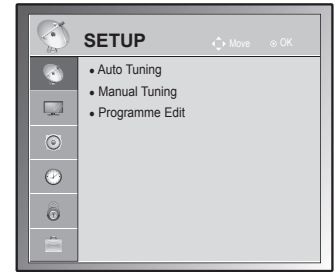 SETUP
Move OK
• Auto Tuning
• Manual Tuning
• Programme Edit